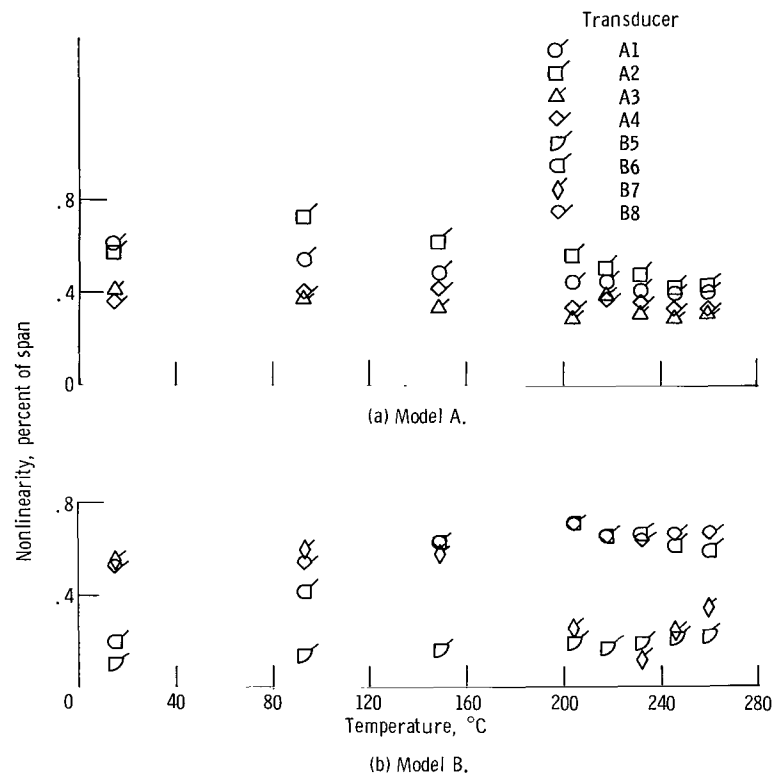 Transducer
A1
A2
A3
A4
B5
B6
B7
B8
Nonlinearity, percent of span
.8
.4
0
(a) Model A.
.8
.4
0 40 80 120 160 200 240 280
Temperature, °C
(b) Model B.